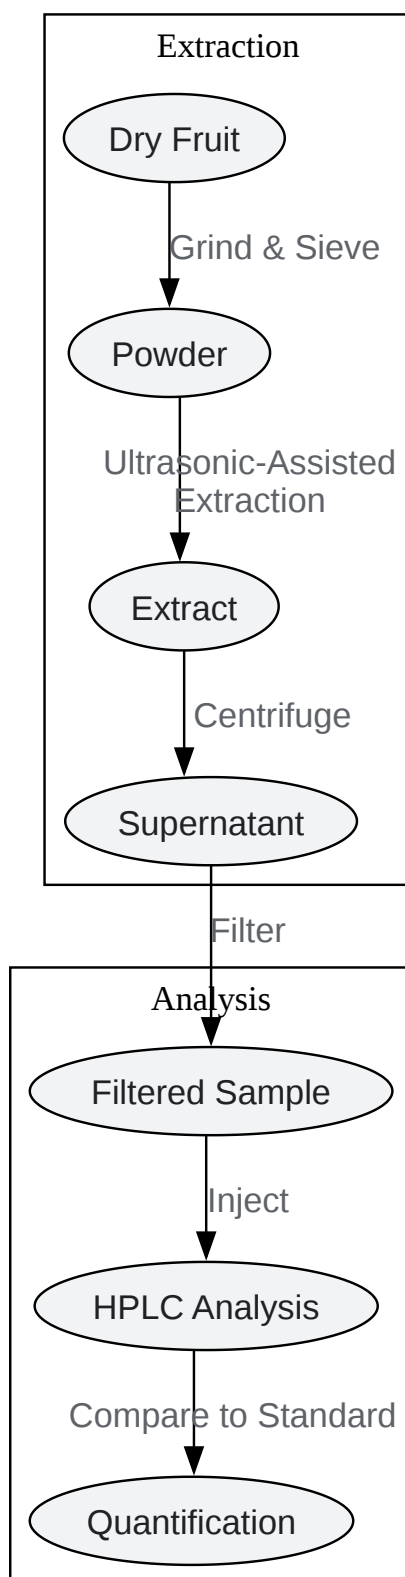 Extraction
Dry Fruit
Grind & Sieve
Powder
Ultrasonic-Assisted
Extraction
Extract
Centrifuge
Supernatant
Filter
Analysis
Filtered Sample
Inject
HPLC Analysis
Compare to Standard
Quantification